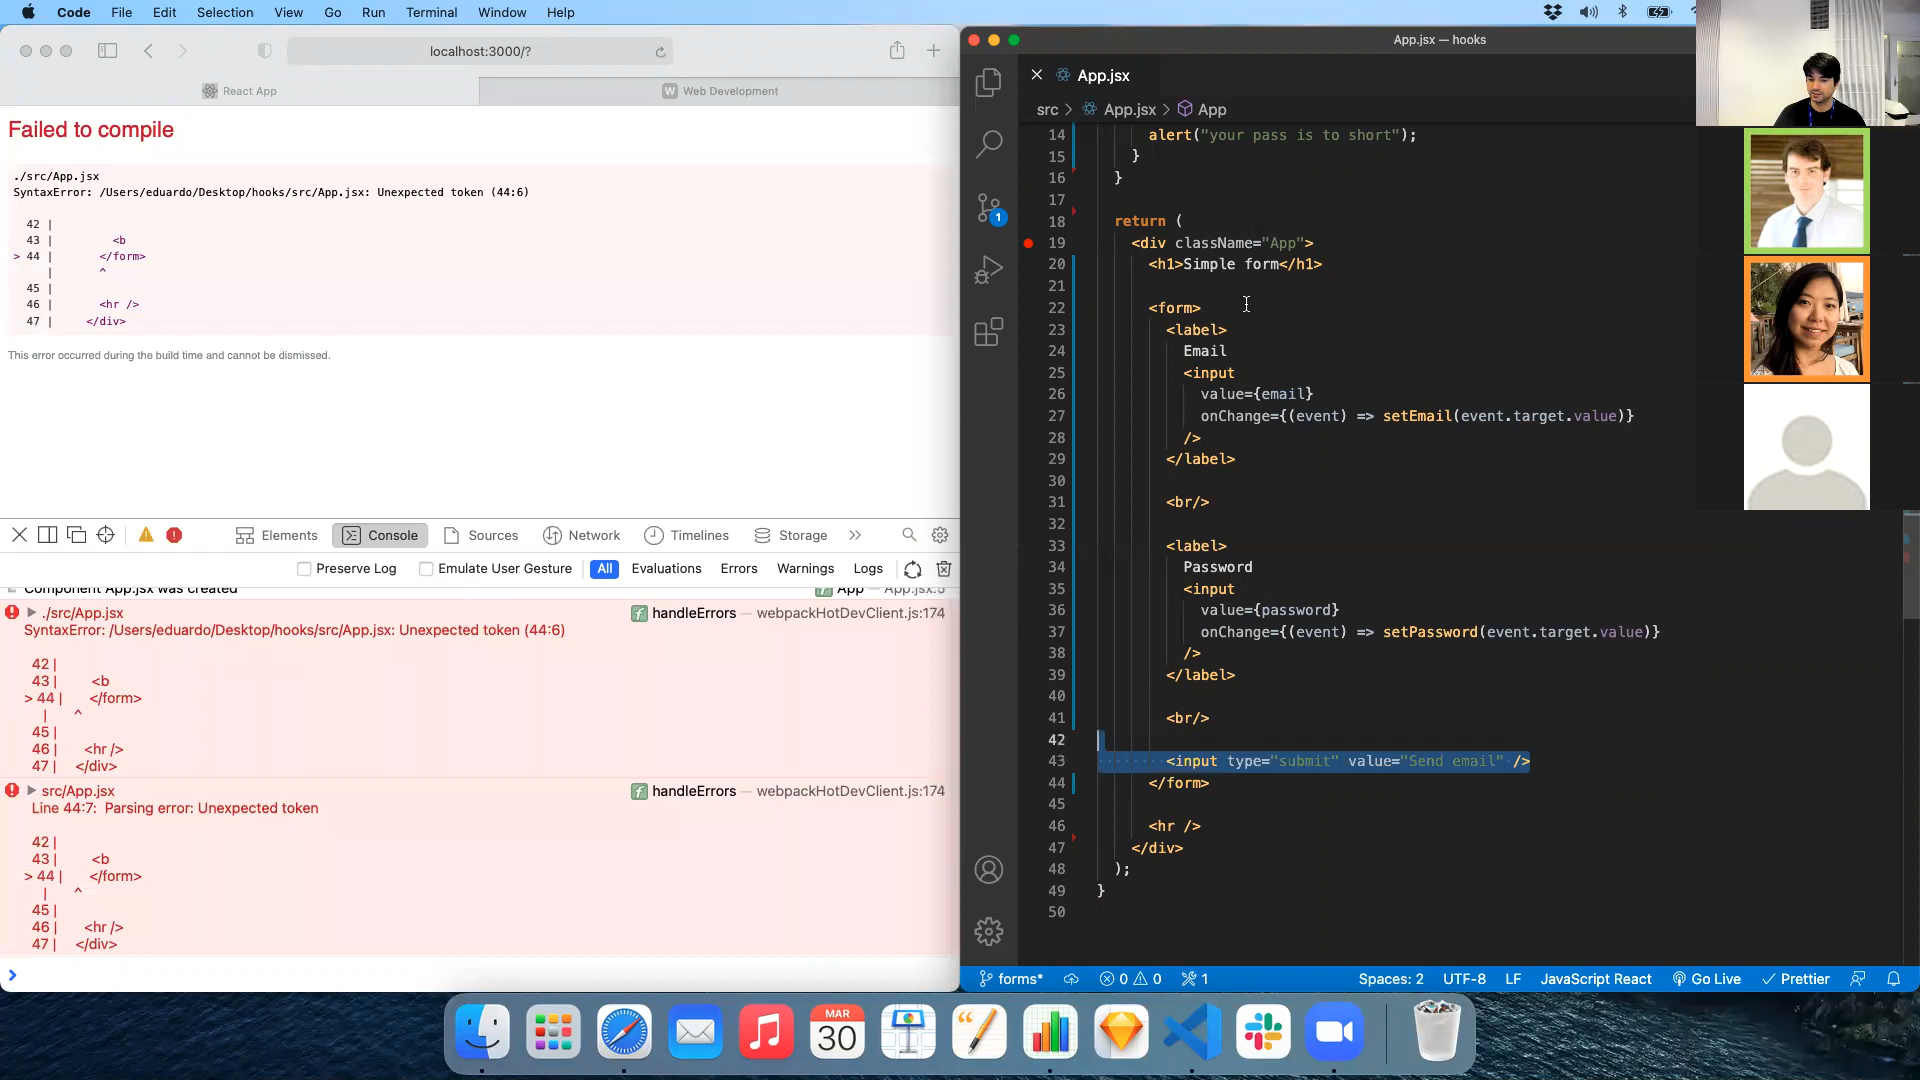 Code File Edit Selection View Go Run Terminal Window Help
localhost:3000/?
React App
W Web Development
Failed to compile
./src/App.jsx
SyntaxError: /Users/eduardo/Desktop/hooks/src/App.jsx: Unexpected token (44:6)
42 |
43 | <b
> 44 | </form>
| ^
45 |
46 | <hr />
47 | </div>
This error occurred during the build time and cannot be dismissed.
Elements Console Sources Network Timelines Storage »
Preserve Log Emulate User Gesture All Evaluations Errors Warnings Logs
Component App.jsx was created
f App — App.jsx:5
./src/App.jsx
f handleErrors — webpackHotDevClient.js:174
SyntaxError: /Users/eduardo/Desktop/hooks/src/App.jsx: Unexpected token (44:6)
42 |
43 | <b
> 44 | </form>
| ^
45 |
46 | <hr />
47 | </div>
src/App.jsx
f handleErrors — webpackHotDevClient.js:174
Line 44:7: Parsing error: Unexpected token
42 |
43 | <b
> 44 | </form>
| ^
45 |
46 | <hr />
47 | </div>
>
App.jsx — hooks
App.jsx
src > App.jsx > App
1
14 alert("your pass is to short");
15 }
16 }
17
18 return (
19 <div className="App">
20 <h1>Simple form</h1>
21
22 <form>
23 <label>
24 Email
25 <input
26 value={email}
27 onChange={(event) => setEmail(event.target.value)}
28 />
29 </label>
30
31 <br/>
32
33 <label>
34 Password
35 <input
36 value={password}
37 onChange={(event) => setPassword(event.target.value)}
38 />
39 </label>
40
41 <br/>
42
43 <input type="submit" value="Send email" />
44 </form>
45
46 <hr />
47 </div>
48 );
49 }
50
forms* 0 0 1 Spaces: 2 UTF-8 LF JavaScript React Go Live Prettier
MAR
30